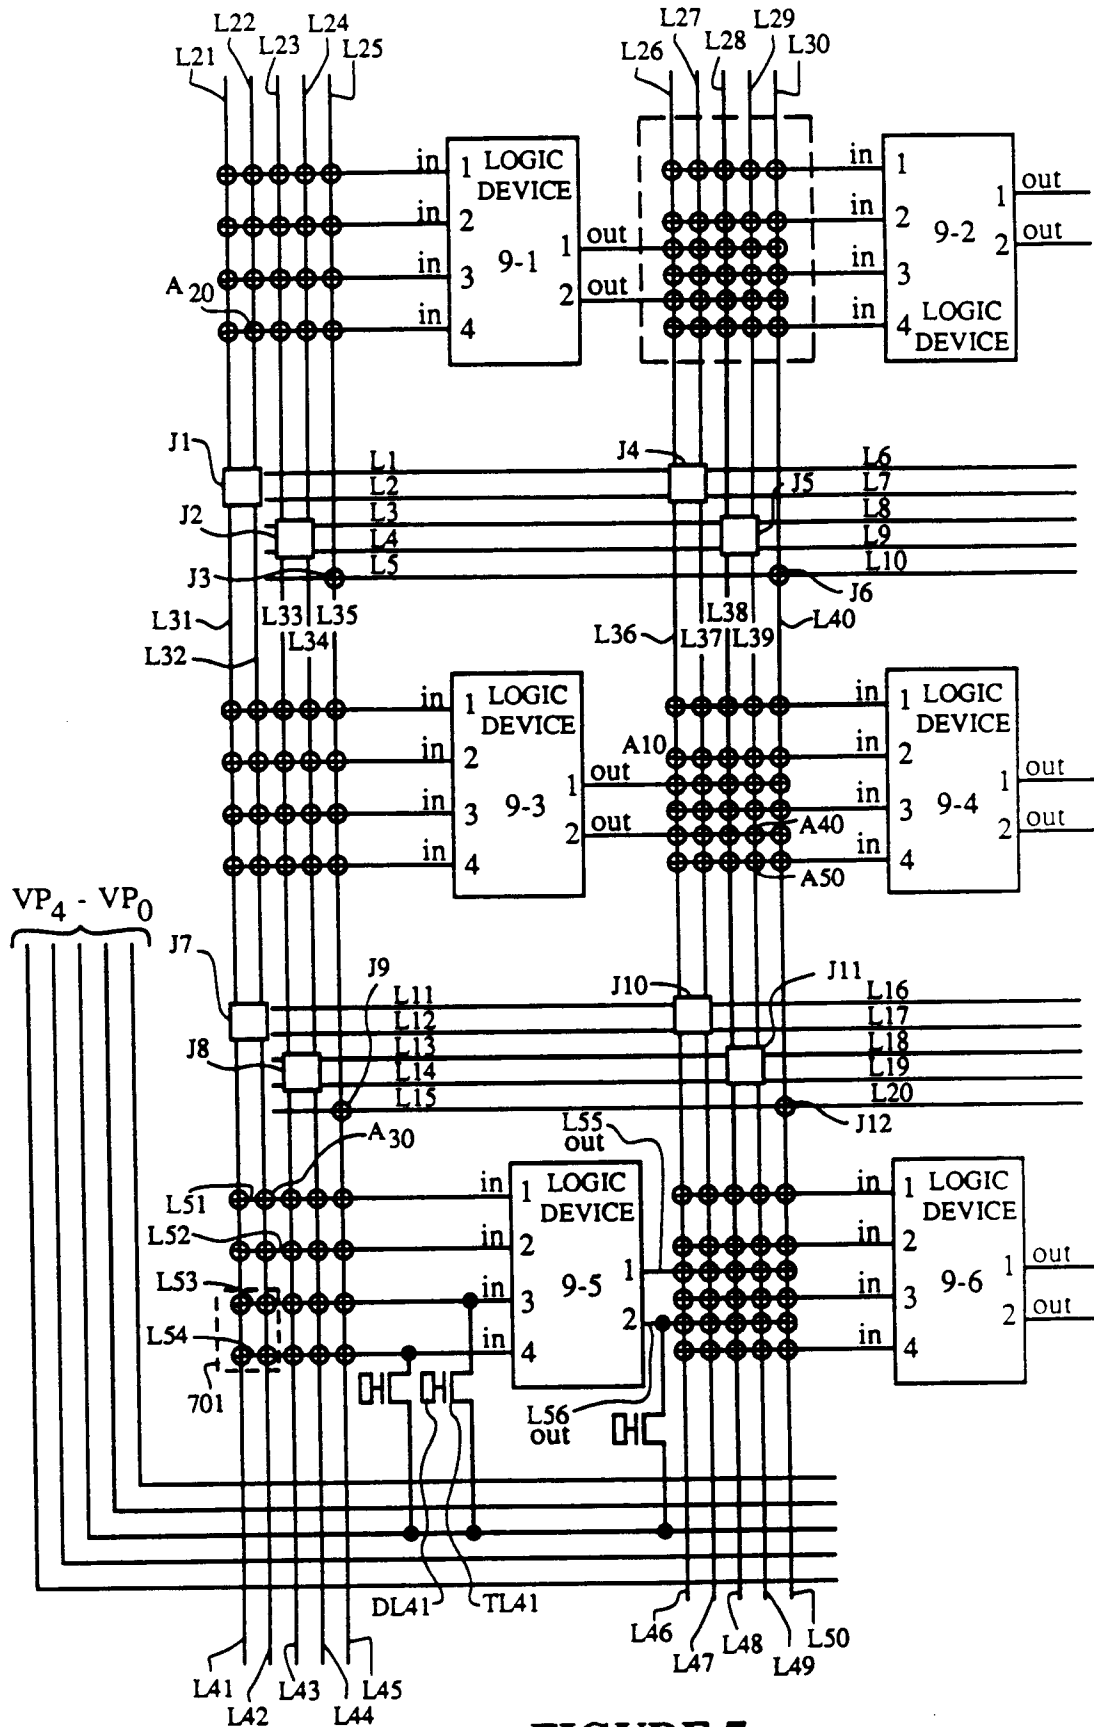 L21 L22 L23 L24 L25 L26 L27 L28 L29 L30
in 1 LOGIC DEVICE
in 2
in 3
in 4
9-1
1 out
2 out
A20
in 1
in 2
in 3
in 4 LOGIC DEVICE
9-2
1 out
2 out
J1 L1 J4 L6
L2 L7 J5
J2 L3 L8
L4 L9
J3 L5 L10
J6
L31 L33 L35 L36 L38 L40
L32 L34 L37 L39
in 1 LOGIC DEVICE
in 2
in 3
in 4
9-3
1 out
2 out
A10
A40
A50
in 1 LOGIC DEVICE
in 2
in 3
in 4
9-4
1 out
2 out
VP4 - VP0
J7 J9 L11 J10 J11 L16
L12 L17
J8 L13 L18
L14 L19
L15 L20
J12
A30
L55 out
L51 in 1 LOGIC DEVICE
L52 in 2
L53 in 3
L54 in 4
9-5
1
2
701
L56 out
in 1 LOGIC DEVICE
in 2
in 3
in 4
9-6
1 out
2 out
DL41 TL41
L46 L47 L48 L49 L50
L41 L42 L43 L44 L45
FIGURE 7